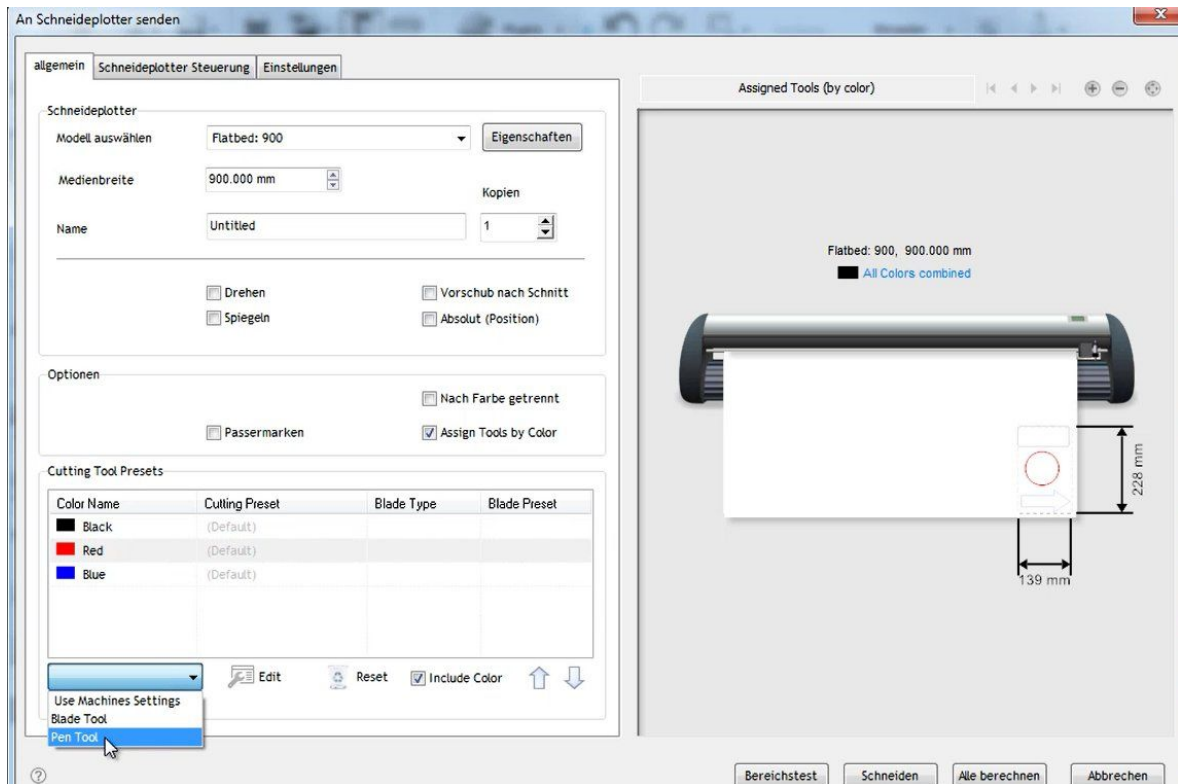 An Schneideplotter senden
allgemein Schneideplotter Steuerung Einstellungen
Schneideplotter
Modell auswählen Flatbed: 900 Eigenschaften
Medienbreite 900.000 mm
Kopien
Name Untitled 1
Drehen Vorschub nach Schnitt
Spiegeln Absolut (Position)
Optionen
Nach Farbe getrennt
Passermarken Assign Tools by Color
Cutting Tool Presets
Color Name Cutting Preset Blade Type Blade Preset
Black (Default)
Red (Default)
Blue (Default)
Edit Reset Include Color
Use Machines Settings
Blade Tool
Pen Tool
Assigned Tools (by color)
Flatbed: 900, 900.000 mm
All Colors combined
228 mm
139 mm
Bereichstest Schneiden Alle berechnen Abbrechen